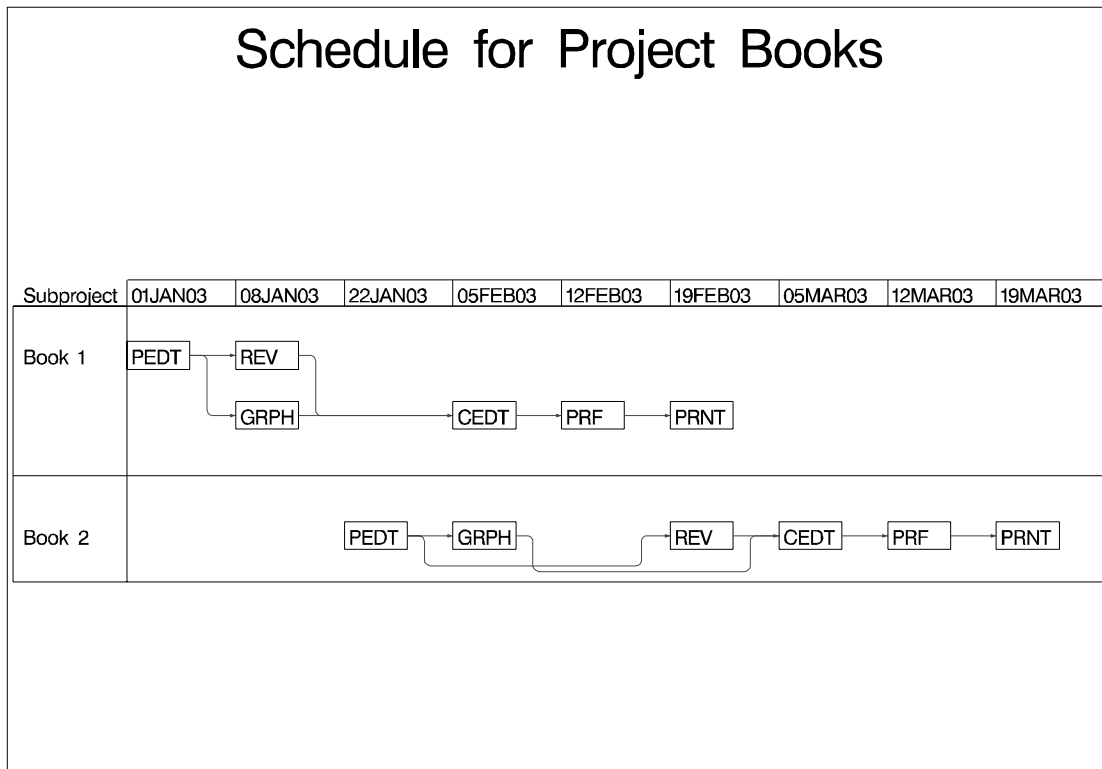 Schedule for Project Books
Subproject 01JAN03 08JAN03 22JAN03 05FEB03 12FEB03 19FEB03 05MAR03 12MAR03 19MAR03
Book 1 PEDT REV
GRPH CEDT PRF PRNT
Book 2 PEDT GRPH REV CEDT PRF PRNT